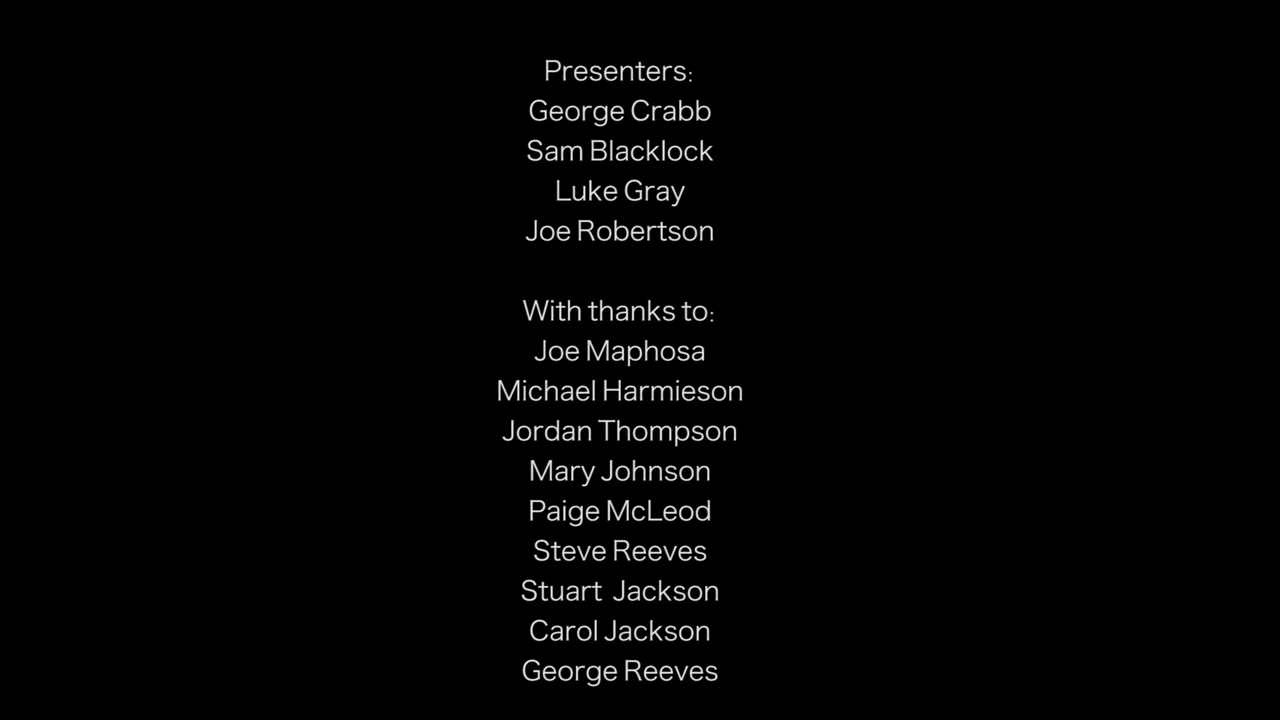 Presenters:
George Crabb
Sam Blacklock
Luke Gray
Joe Robertson
With thanks to:
Joe Maphosa
Michael Harmieson
Jordan Thompson
Mary Johnson
Paige McLeod
Steve Reeves
Stuart  Jackson
Carol Jackson
George Reeves